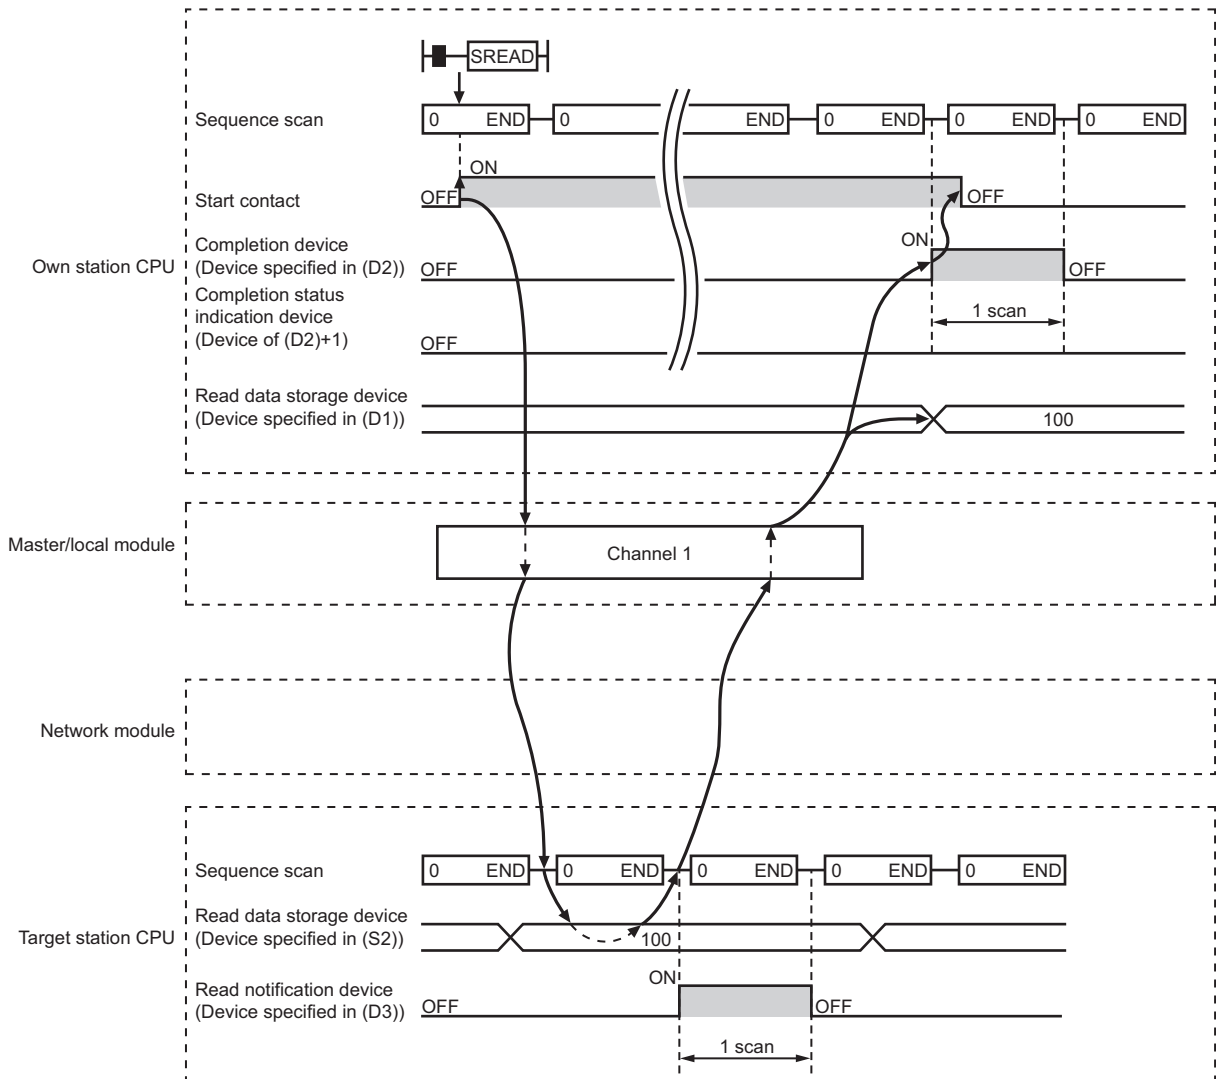 SREAD
Sequence scan
0 END 0 END 0 END 0 END 0 END
ON
Start contact
OFF
OFF
Own station CPU
Completion device
(Device specified in (D2))
ON
OFF
OFF
Completion status
indication device
(Device of (D2)+1)
1 scan
OFF
Read data storage device
(Device specified in (D1))
100
Master/local module
Channel 1
Network module
Target station CPU
Sequence scan
0 END 0 END 0 END 0 END 0 END
Read data storage device
(Device specified in (S2))
100
Read notification device
(Device specified in (D3))
ON
OFF
OFF
1 scan